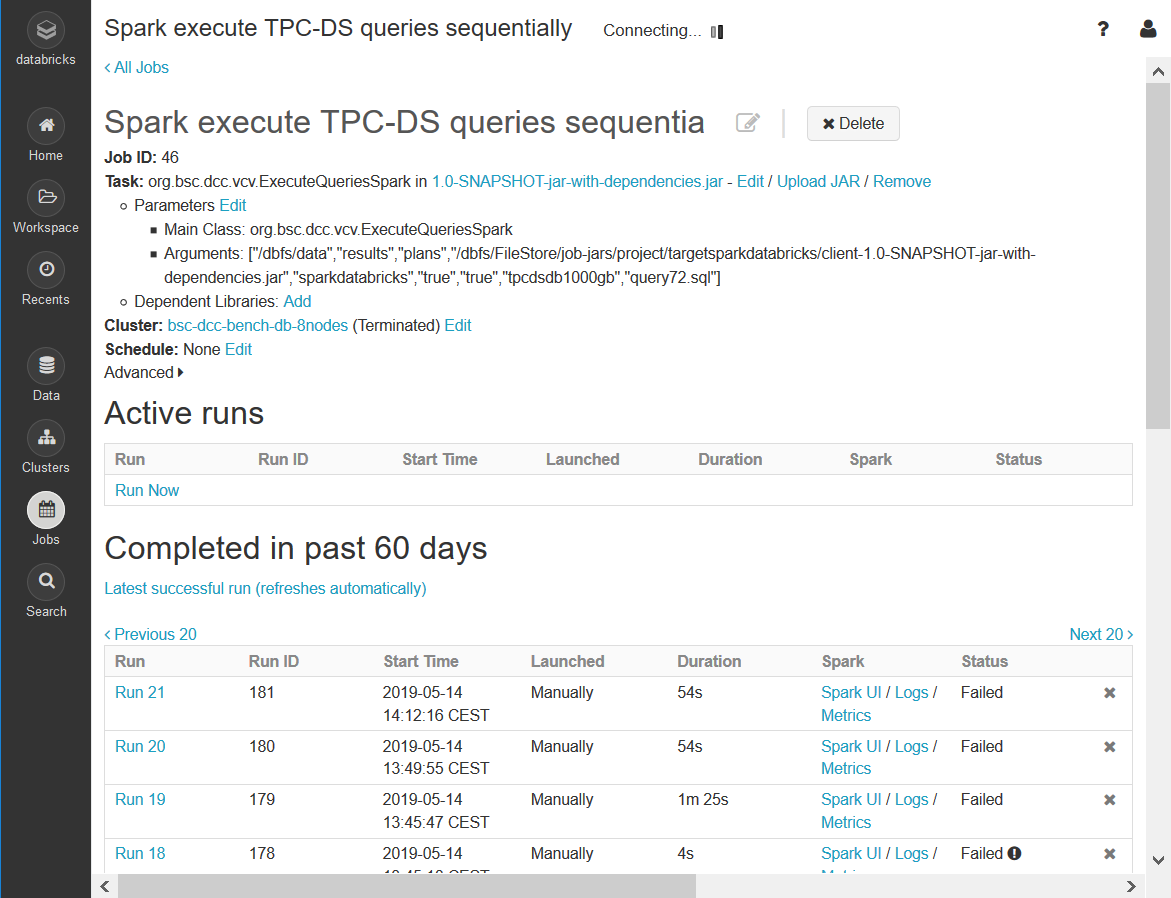 databricks
Home
Workspace
Recents
Data
Clusters
Jobs
Search
Spark execute TPC-DS queries sequentially Connecting... ?
< All Jobs
Spark execute TPC-DS queries sequentia Delete
Job ID: 46
Task: org.bsc.dcc.vcv.ExecuteQueriesSpark in 1.0-SNAPSHOT-jar-with-dependencies.jar - Edit / Upload JAR / Remove
Parameters Edit
Main Class: org.bsc.dcc.vcv.ExecuteQueriesSpark
Arguments: ["/dbfs/data","results","plans","/dbfs/FileStore/job-jars/project/targetsparkdatabricks/client-1.0-SNAPSHOT-jar-with-
dependencies.jar","sparkdatabricks","true","true","tpcdsdb1000gb","query72.sql"]
Dependent Libraries: Add
Cluster: bsc-dcc-bench-db-8nodes (Terminated) Edit
Schedule: None Edit
Advanced
Active runs
Run Run ID Start Time Launched Duration Spark Status
Run Now
Completed in past 60 days
Latest successful run (refreshes automatically)
< Previous 20 Next 20 >
Run Run ID Start Time Launched Duration Spark Status
Run 21 181 2019-05-14 Manually 54s Spark UI / Logs / Failed
14:12:16 CEST Metrics
Run 20 180 2019-05-14 Manually 54s Spark UI / Logs / Failed
13:49:55 CEST Metrics
Run 19 179 2019-05-14 Manually 1m 25s Spark UI / Logs / Failed
13:45:47 CEST Metrics
Run 18 178 2019-05-14 Manually 4s Spark UI / Logs / Failed